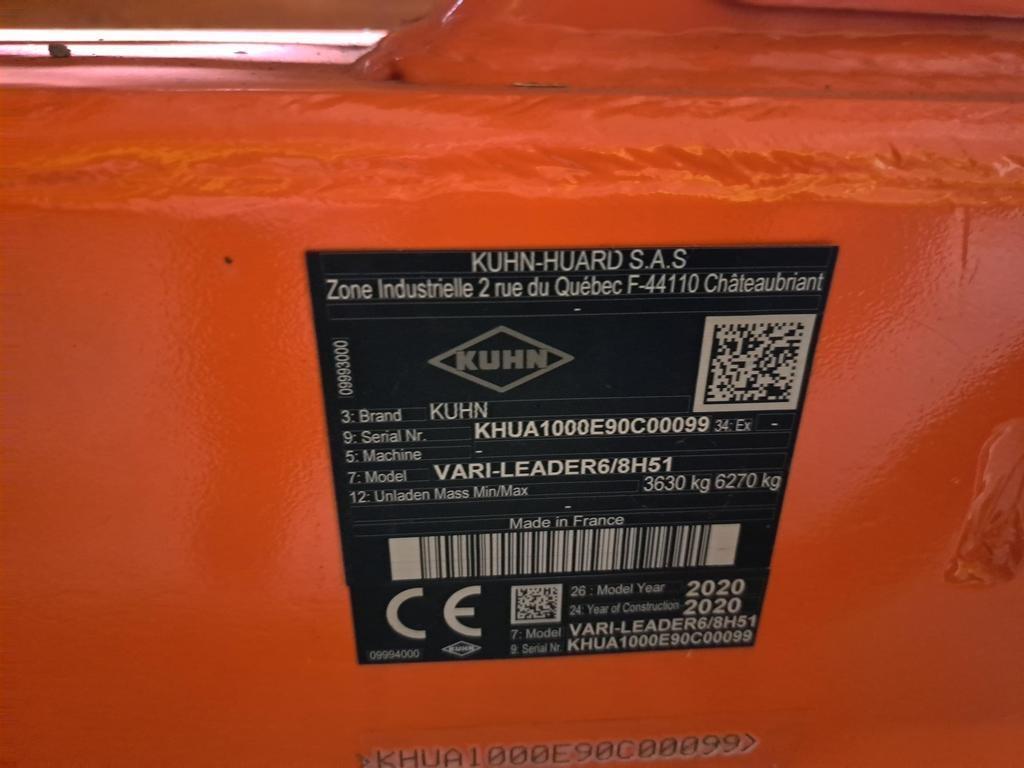 KUHN-HUARD S.A.S
Zone Industrielle 2 rue du Québec F-44110 Châteaubriant
-
09993000
KUHN
3: Brand KUHN
9: Serial Nr. KHUA1000E90C00099 34: Ex -
5: Machine -
7: Model VARI-LEADER6/8H51
12: Unladen Mass Min/Max 3630 kg 6270 kg
-
Made in France
CE
26 : Model Year 2020
24: Year of Construction 2020
7: Model VARI-LEADER6/8H51
9: Serial Nr. KHUA1000E90C00099
09994000
KUHN
>KHUA1000E90C00099>